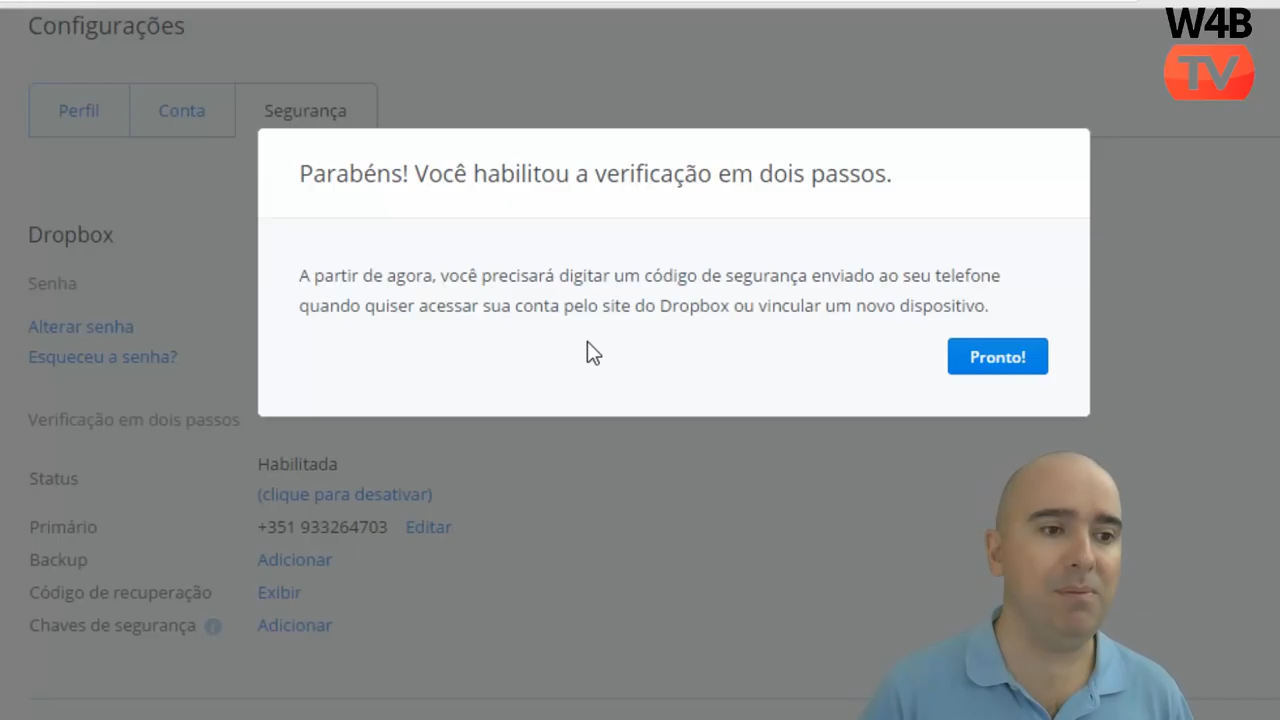 W4B
TV
Configurações
Perfil
Conta
Segurança
Parabéns! Você habilitou a verificação em dois passos.
A partir de agora, você precisará digitar um código de segurança enviado ao seu telefone
quando quiser acessar sua conta pelo site do Dropbox ou vincular um novo dispositivo.
Pronto!
Dropbox
Senha
Alterar senha
Esqueceu a senha?
Verificação em dois passos
Status
Habilitada
(clique para desativar)
Primário
+351 933264703 Editar
Backup
Adicionar
Código de recuperação
Exibir
Chaves de segurança
Adicionar